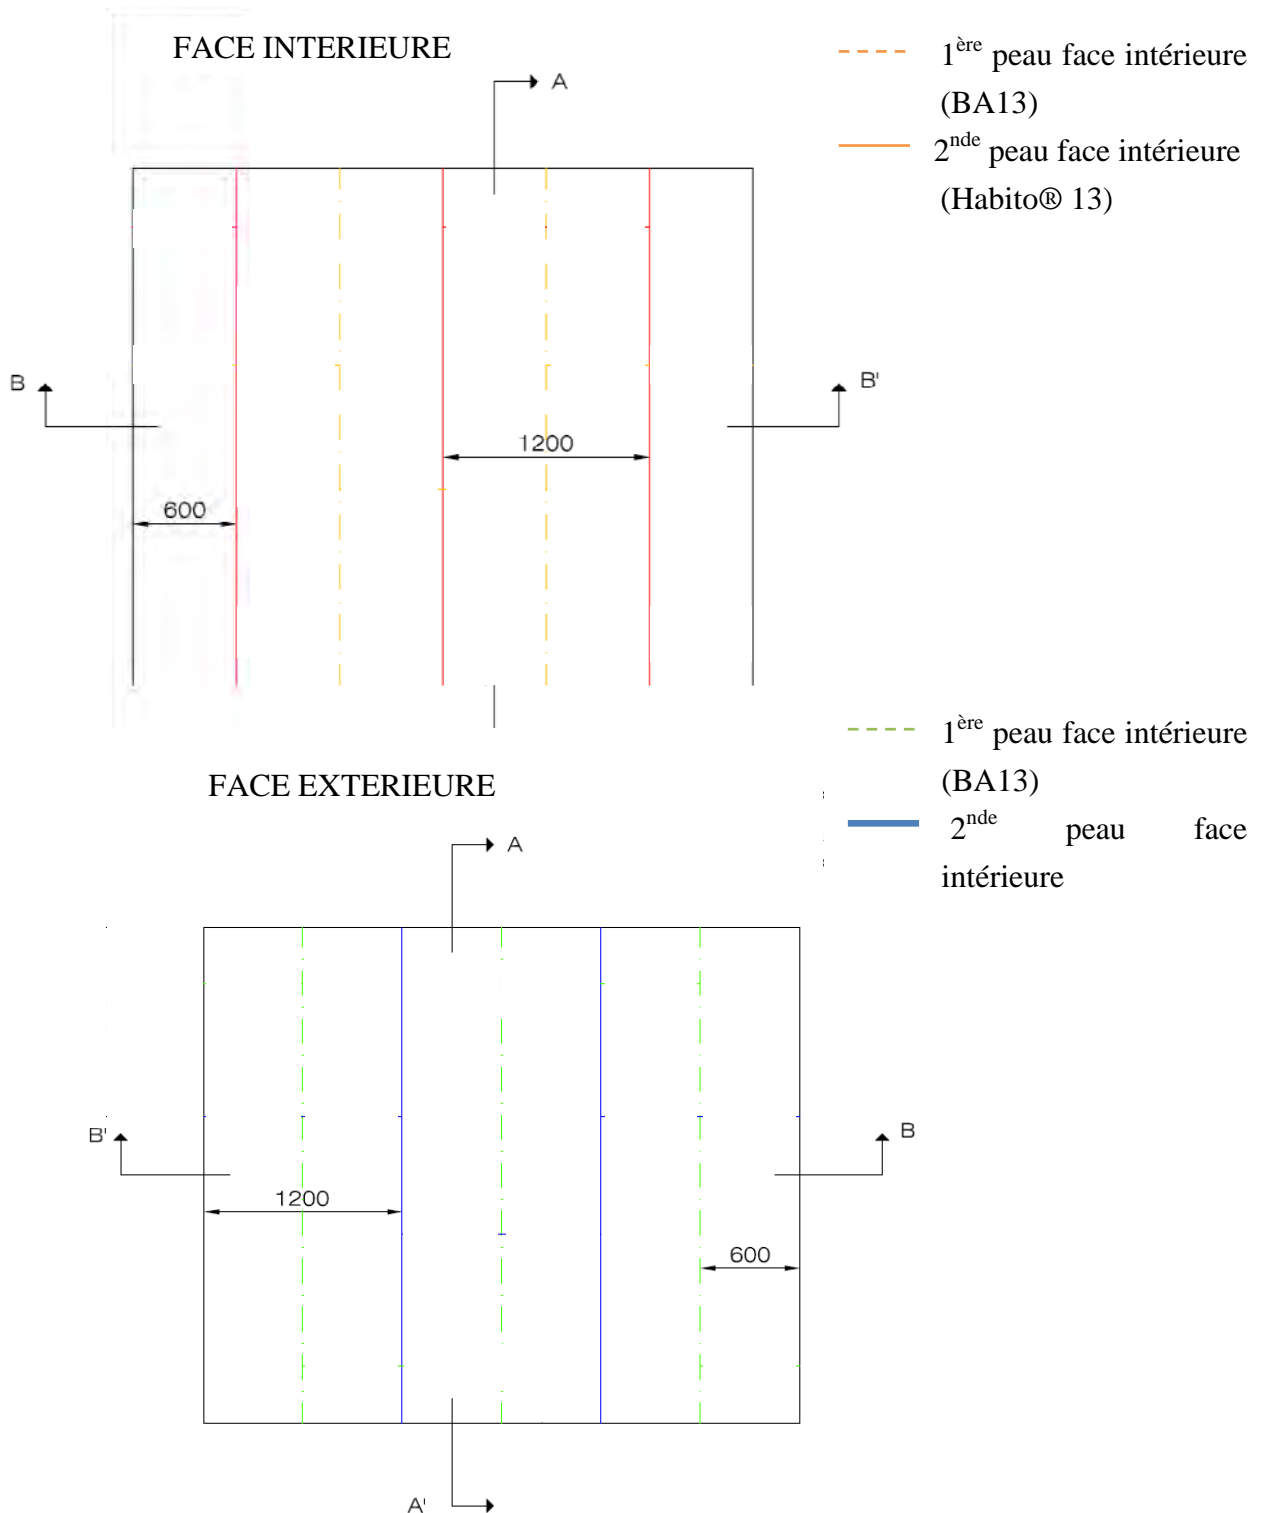 FACE INTERIEURE
1ère peau face intérieure
(BA13)
2nde peau face intérieure
(Habito® 13)
A
B
B'
1200
600
FACE EXTERIEURE
1ère peau face intérieure
(BA13)
2nde peau face
intérieure
A
B'
B
1200
600
A'